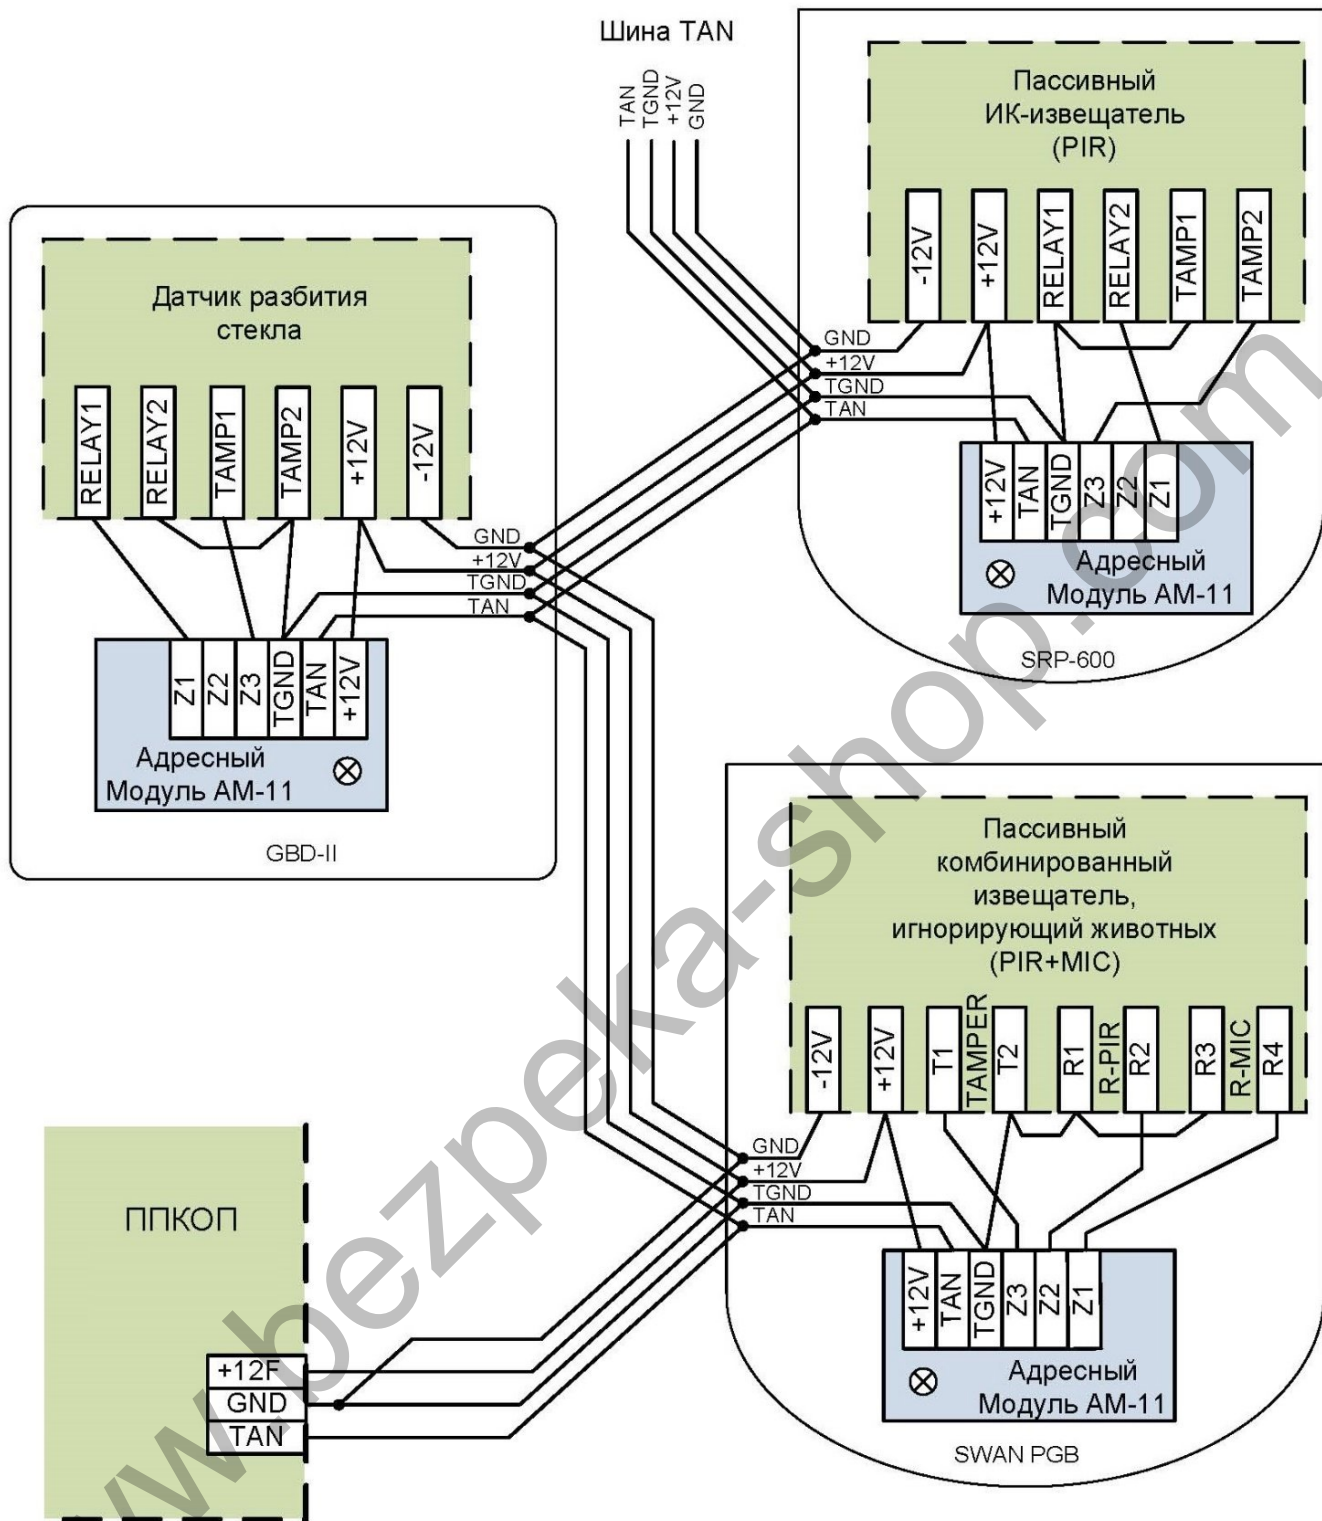 Шина TAN
TAN
TGND
+12V
GND
Пассивный
ИК-извещатель
(PIR)
-12V
+12V
RELAY1
RELAY2
TAMP1
TAMP2
GND
+12V
TGND
TAN
+12V
TAN
TGND
Z3
Z2
Z1
Адресный
Модуль АМ-11
SRP-600
Датчик разбития
стекла
RELAY1
RELAY2
TAMP1
TAMP2
+12V
-12V
GND
+12V
TGND
TAN
Z1
Z2
Z3
TGND
TAN
+12V
Адресный
Модуль АМ-11
GBD-II
Пассивный
комбинированный
извещатель,
игнорирующий животных
(PIR+MIC)
-12V
+12V
T1
TAMPER
T2
R1
R-PIR
R2
R3
R-MIC
R4
GND
+12V
TGND
TAN
+12V
TAN
TGND
Z3
Z2
Z1
Адресный
Модуль АМ-11
SWAN PGB
ППКОП
+12F
GND
TAN
www.bezpeka-shop.com